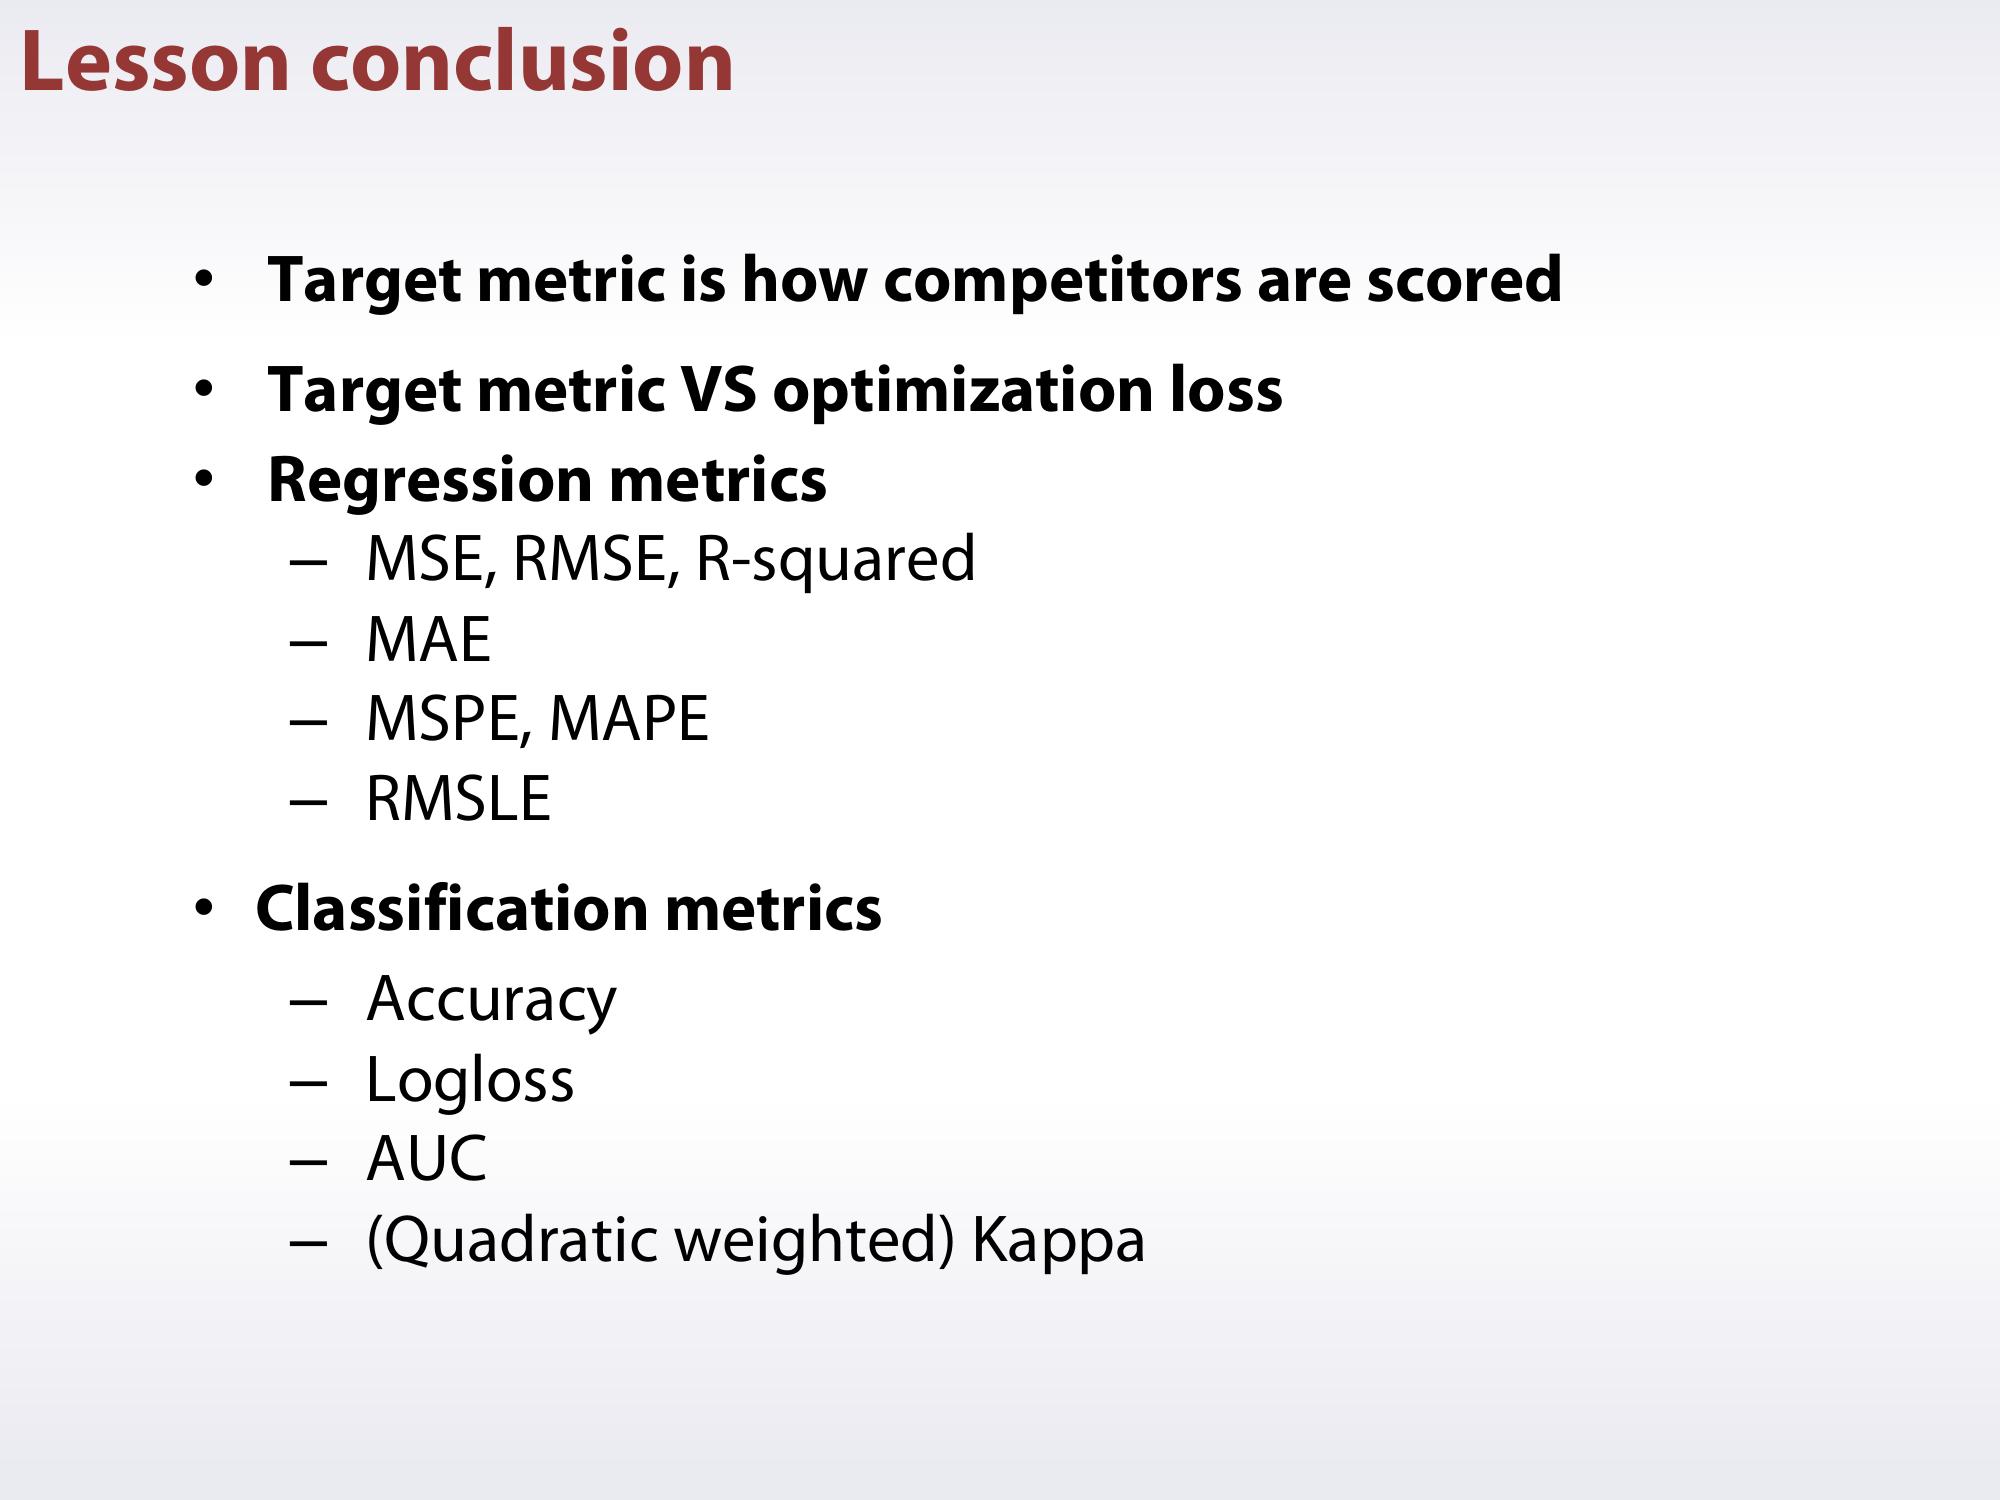 Lesson conclusion
• Target metric is how competitors are scored
• Target metric VS optimization loss
• Regression metrics
– MSE, RMSE, R-squared
– MAE
– MSPE, MAPE
– RMSLE
• Classification metrics
– Accuracy
– Logloss
– AUC
– (Quadratic weighted) Kappa